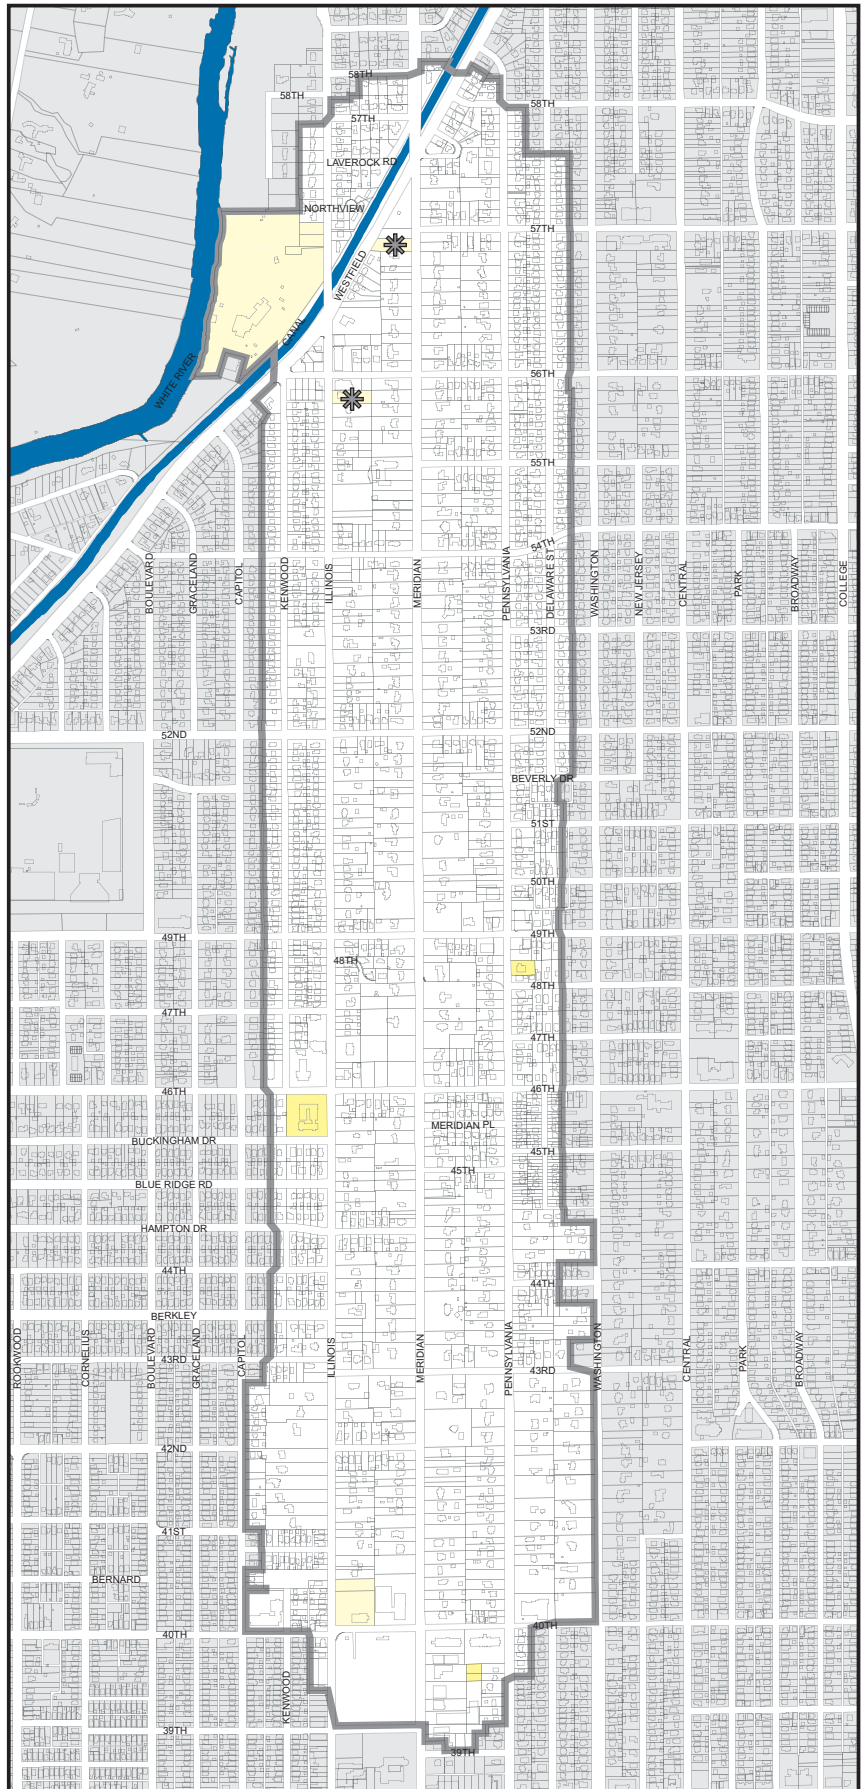 58TH
58TH
58TH
57TH
LAVEROCK RD
NORTHVIEW
57TH
WESTFIELD
CANAL
WHITE RIVER
56TH
55TH
54TH
BOULEVARD
GRACELAND
CAPITOL
KENWOOD
ILLINOIS
MERIDIAN
PENNSYLVANIA
DELAWARE ST
WASHINGTON
NEW JERSEY
CENTRAL
PARK
BROADWAY
COLLEGE
53RD
52ND
52ND
BEVERLY DR
51ST
50TH
49TH
49TH
48TH
48TH
47TH
47TH
46TH
46TH
MERIDIAN PL
BUCKINGHAM DR
45TH
45TH
BLUE RIDGE RD
HAMPTON DR
44TH
44TH
BERKLEY
ROOKWOOD
CORNELIUS
BOULEVARD
GRACELAND
CAPITOL
ILLINOIS
MERIDIAN
PENNSYLVANIA
WASHINGTON
CENTRAL
PARK
BROADWAY
43RD
43RD
42ND
41ST
BERNARD
40TH
40TH
KENWOOD
39TH
39TH